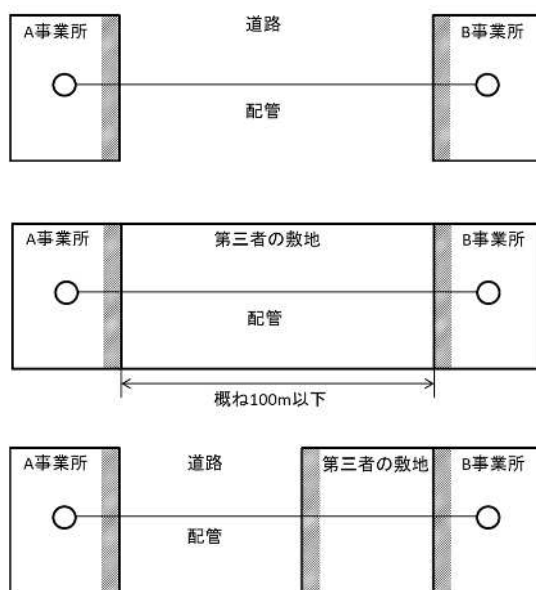 A事業所
道路
B事業所
配管
A事業所
第三者の敷地
B事業所
配管
概ね100m以下
A事業所
道路
第三者の敷地
B事業所
配管